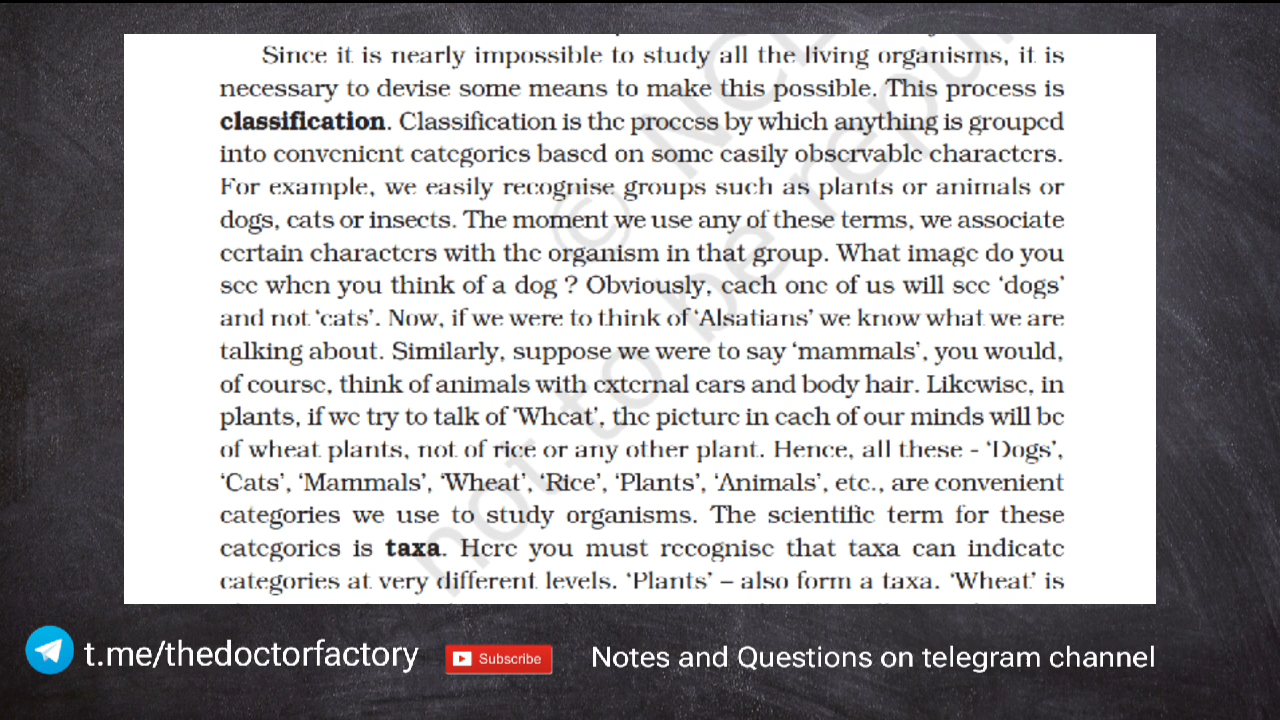 Since it is nearly impossible to study all the living organisms, it is
necessary to devise some means to make this possible. This process is
classification. Classification is the process by which anything is grouped
into convenient categories based on some easily observable characters.
For example, we easily recognise groups such as plants or animals or
dogs, cats or insects. The moment we use any of these terms, we associate
certain characters with the organism in that group. What image do you
see when you think of a dog ? Obviously, each one of us will see ‘dogs’
and not ‘cats’. Now, if we were to think of ‘Alsatians’ we know what we are
talking about. Similarly, suppose we were to say ‘mammals’, you would,
of course, think of animals with external ears and body hair. Likewise, in
plants, if we try to talk of ‘Wheat’, the picture in each of our minds will be
of wheat plants, not of rice or any other plant. Hence, all these - ‘Dogs’,
‘Cats’, ‘Mammals’, ‘Wheat’, ‘Rice’, ‘Plants’, ‘Animals’, etc., are convenient
categories we use to study organisms. The scientific term for these
categories is taxa. Here you must recognise that taxa can indicate
categories at very different levels. ‘Plants’ – also form a taxa. ‘Wheat’ is
© NC
not to be repu
t.me/thedoctorfactory
Subscribe
Notes and Questions on telegram channel